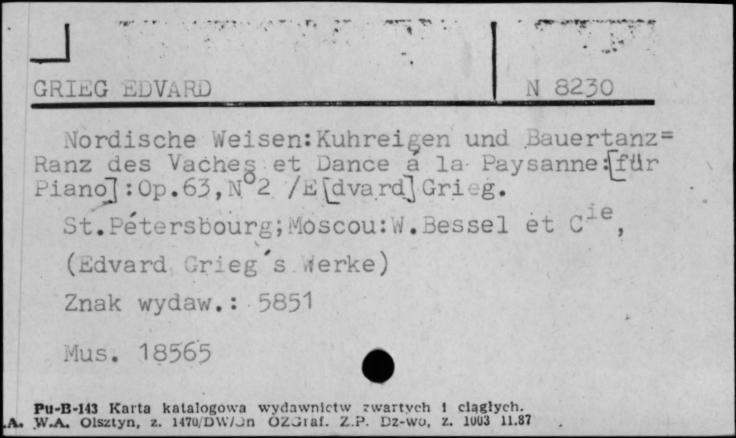 GRIEG EDVARD
N 8230
Nordische Weisen:Kuhreigen und Bauertanz=
Ranz des Vaches et Dance á la Paysanne:[für
Piano]:Op.63,Nº2 /E[dvard]Grieg.
St.Pétersbourg;Moscou:W.Bessel et Cie,
(Edvard Grieg´s Werke)
Znak wydaw.: 5851
Mus. 18565
Pu-B-143 Karta katalogowa wydawnictw zwartych i ciągłych.
.A. W.A. Olsztyn, z. 1470/DW/Jn OZGraf. Z.P. Dz-wo, z. 1003 11.87